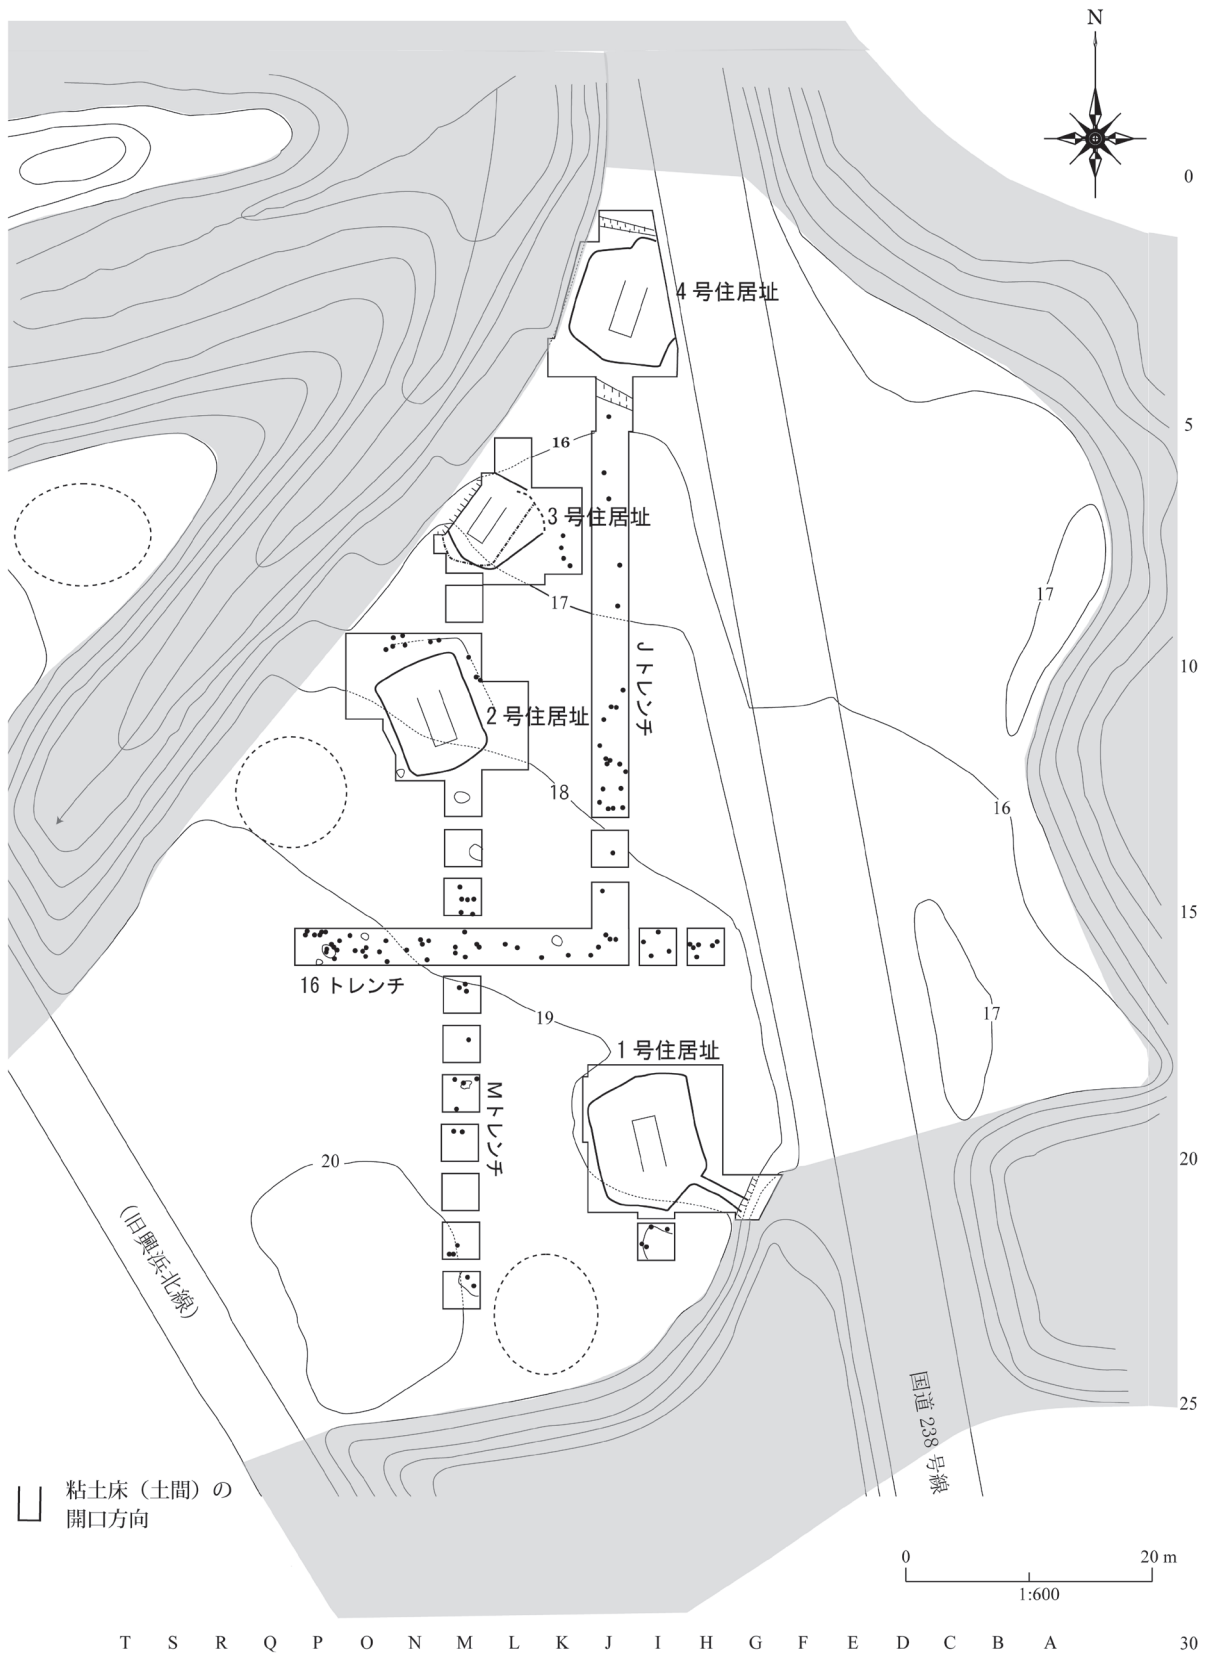 N
0
4号住居址
5
16
3号住居址
17
17
Jトレンチ
10
2号住居址
18
16
15
16トレンチ
17
19
1号住居址
Mトレンチ
20
20
(旧興浜北線)
国道238号線
25
粘土床（土間）の
開口方向
0 20 m
1:600
T S R Q P O N M L K J I H G F E D C B A 30